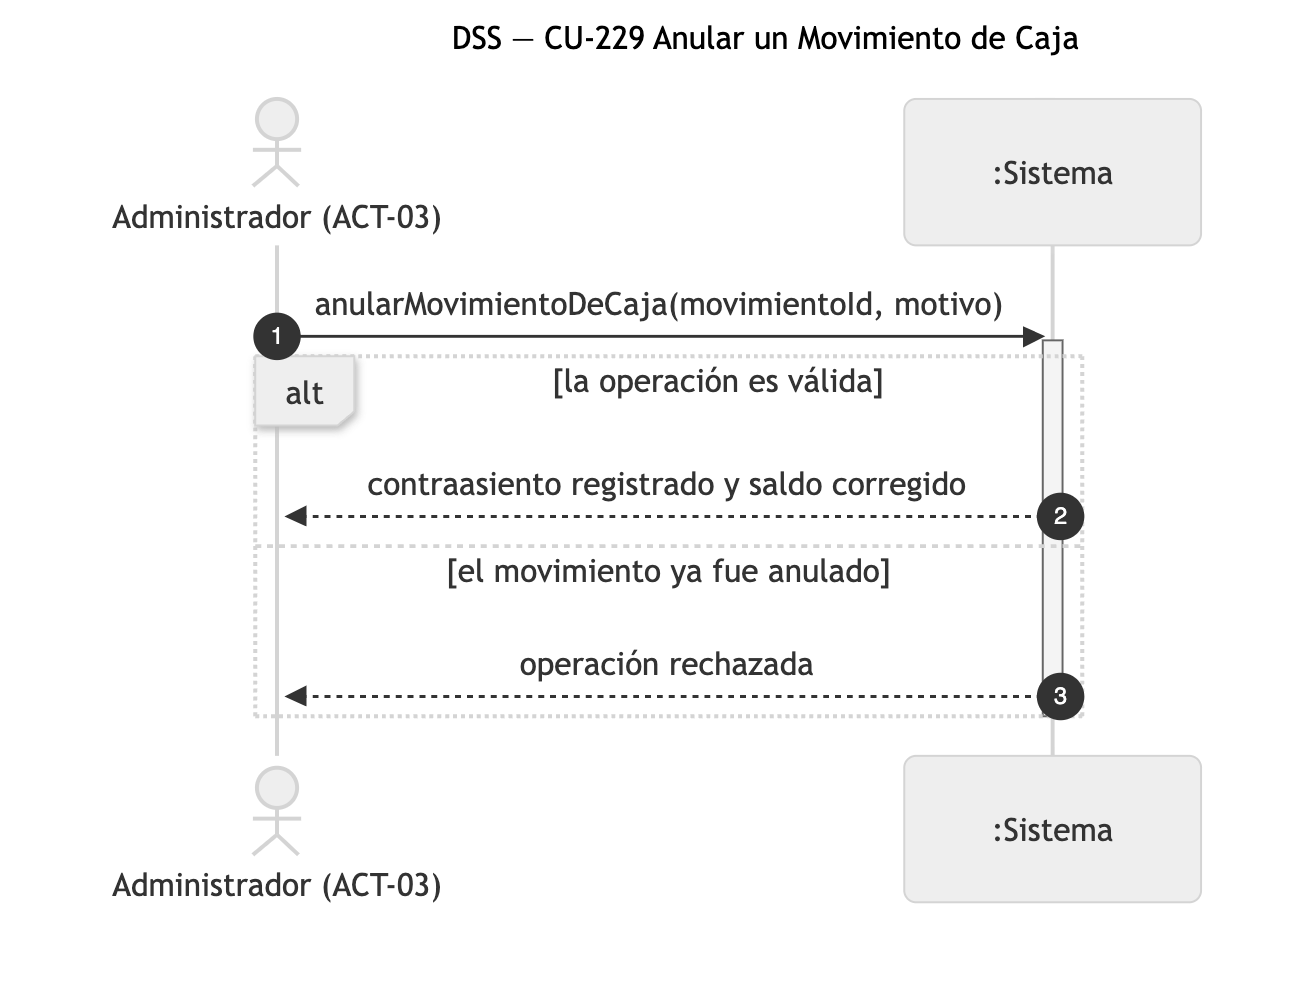 DSS — CU-229 Anular un Movimiento de Caja
Administrador (ACT-03)
:Sistema
anularMovimientoDeCaja(movimientoId, motivo)
1
alt
[la operación es válida]
contraasiento registrado y saldo corregido
2
[el movimiento ya fue anulado]
operación rechazada
3
Administrador (ACT-03)
:Sistema